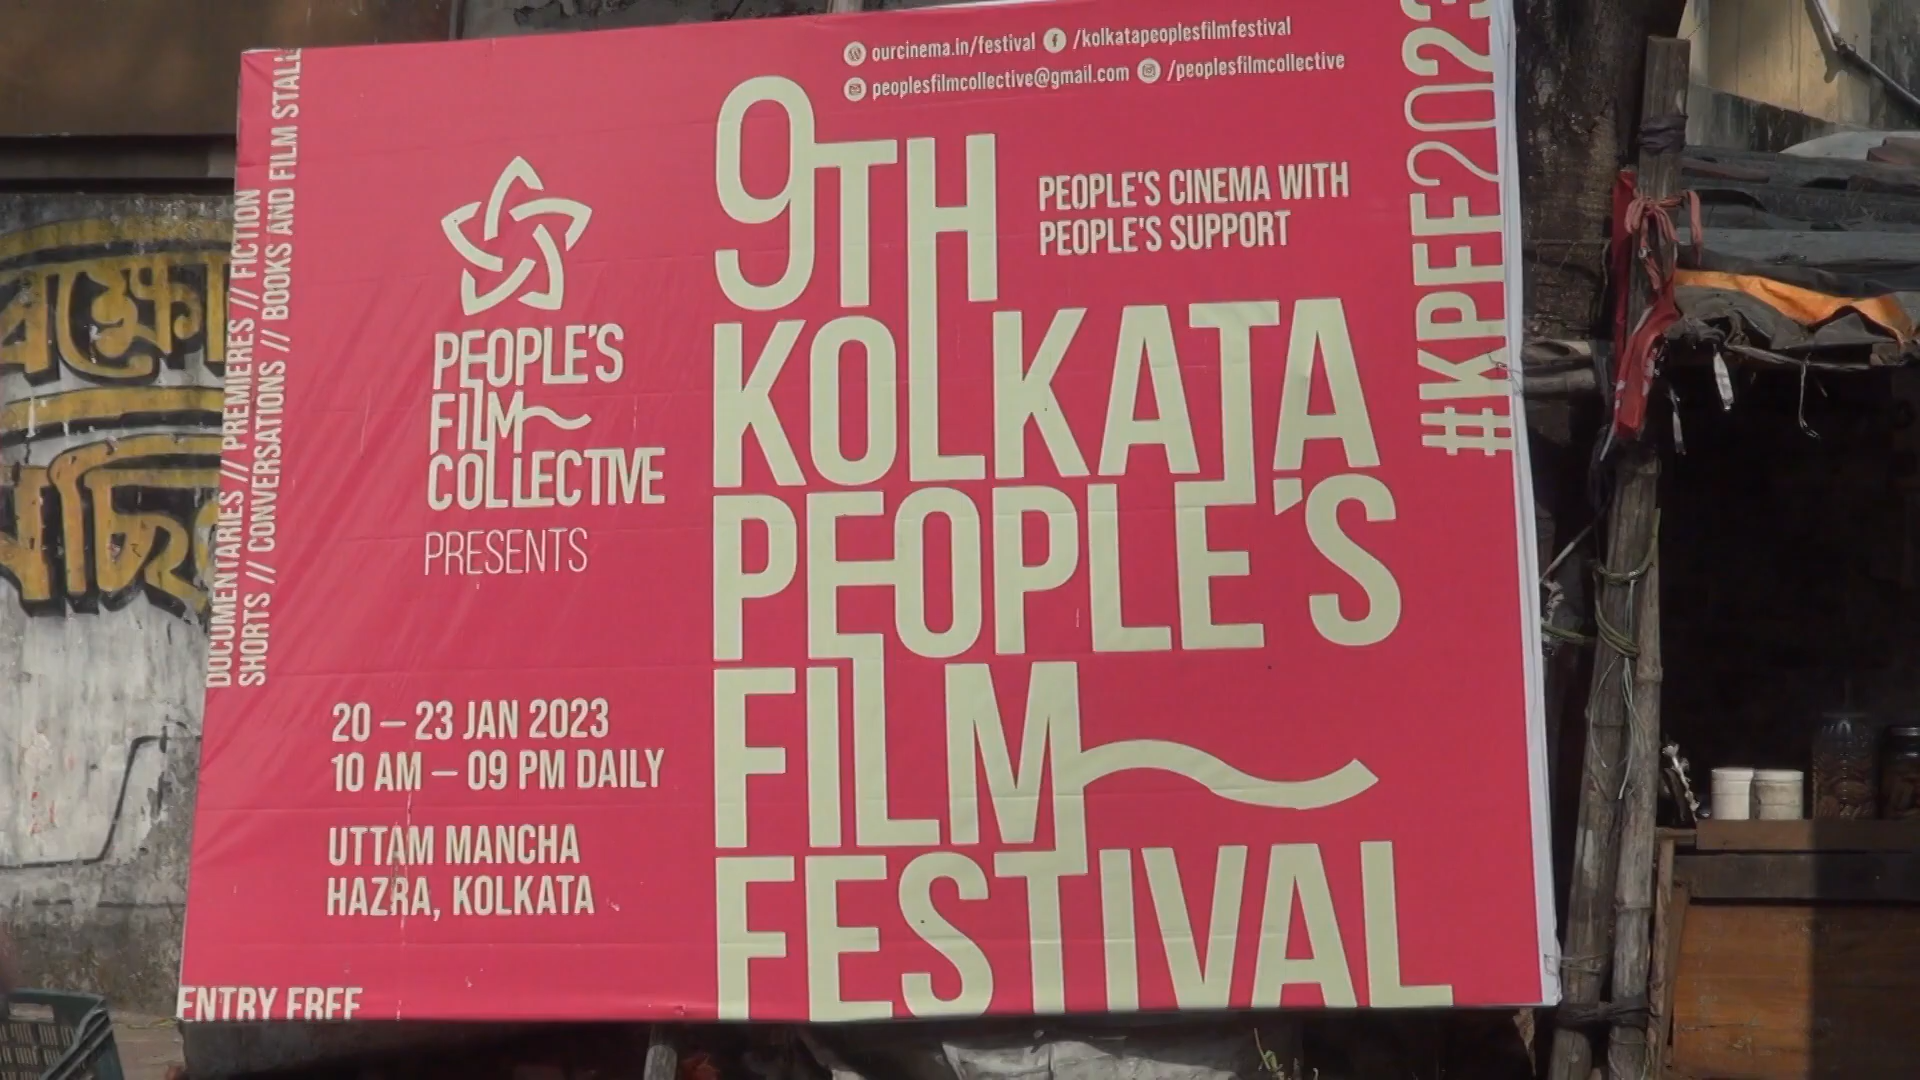 ourcinema.in/festival /kolkatapeoplesfilmfestival
peoplesfilmcollective@gmail.com /peoplesfilmcollective
9TH
KOLKATA
PEOPLE'S
FILM
FESTIVAL
PEOPLE'S CINEMA WITH
PEOPLE'S SUPPORT
#KPFF2023
DOCUMENTARIES // PREMIERES // FICTION
SHORTS // CONVERSATIONS // BOOKS AND FILM STALL
PEOPLE'S
FILM
COLLECTIVE
PRESENTS
20 – 23 JAN 2023
10 AM – 09 PM DAILY
UTTAM MANCHA
HAZRA, KOLKATA
ENTRY FREE